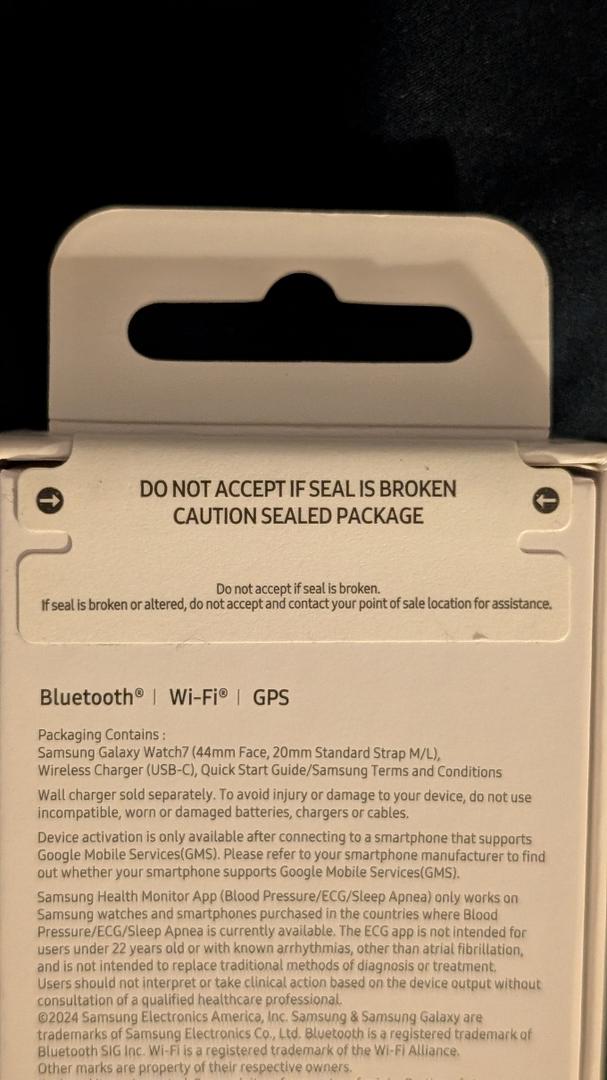 DO NOT ACCEPT IF SEAL IS BROKEN
CAUTION SEALED PACKAGE
Do not accept if seal is broken.
If seal is broken or altered, do not accept and contact your point of sale location for assistance.
Bluetooth® | Wi-Fi® | GPS
Packaging Contains :
Samsung Galaxy Watch7 (44mm Face, 20mm Standard Strap M/L),
Wireless Charger (USB-C), Quick Start Guide/Samsung Terms and Conditions
Wall charger sold separately. To avoid injury or damage to your device, do not use
incompatible, worn or damaged batteries, chargers or cables.
Device activation is only available after connecting to a smartphone that supports
Google Mobile Services(GMS). Please refer to your smartphone manufacturer to find
out whether your smartphone supports Google Mobile Services(GMS).
Samsung Health Monitor App (Blood Pressure/ECG/Sleep Apnea) only works on
Samsung watches and smartphones purchased in the countries where Blood
Pressure/ECG/Sleep Apnea is currently available. The ECG app is not intended for
users under 22 years old or with known arrhythmias, other than atrial fibrillation,
and is not intended to replace traditional methods of diagnosis or treatment.
Users should not interpret or take clinical action based on the device output without
consultation of a qualified healthcare professional.
©2024 Samsung Electronics America, Inc. Samsung & Samsung Galaxy are
trademarks of Samsung Electronics Co., Ltd. Bluetooth is a registered trademark of
Bluetooth SIG Inc. Wi-Fi is a registered trademark of the Wi-Fi Alliance.
Other marks are property of their respective owners.